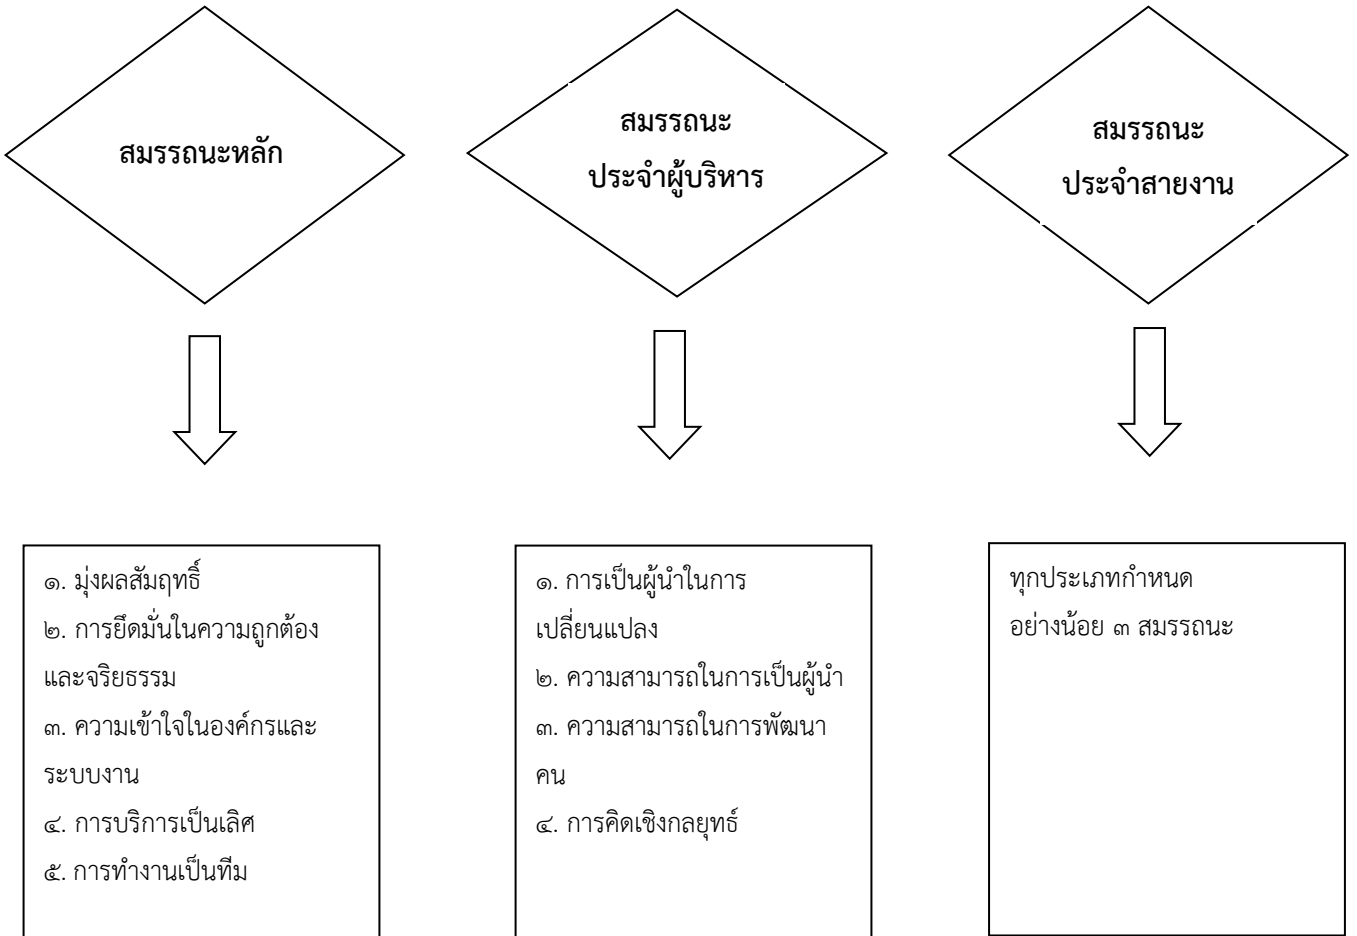 สมรรถนะหลัก
สมรรถนะ
ประจำผู้บริหาร
สมรรถนะ
ประจำสายงาน
๑. มุ่งผลสัมฤทธิ์
๒. การยึดมั่นในความถูกต้อง
และจริยธรรม
๓. ความเข้าใจในองค์กรและ
ระบบงาน
๔. การบริการเป็นเลิศ
๕. การทำงานเป็นทีม
๑. การเป็นผู้นำในการ
เปลี่ยนแปลง
๒. ความสามารถในการเป็นผู้นำ
๓. ความสามารถในการพัฒนา
คน
๔. การคิดเชิงกลยุทธ์
ทุกประเภทกำหนด
อย่างน้อย ๓ สมรรถนะ